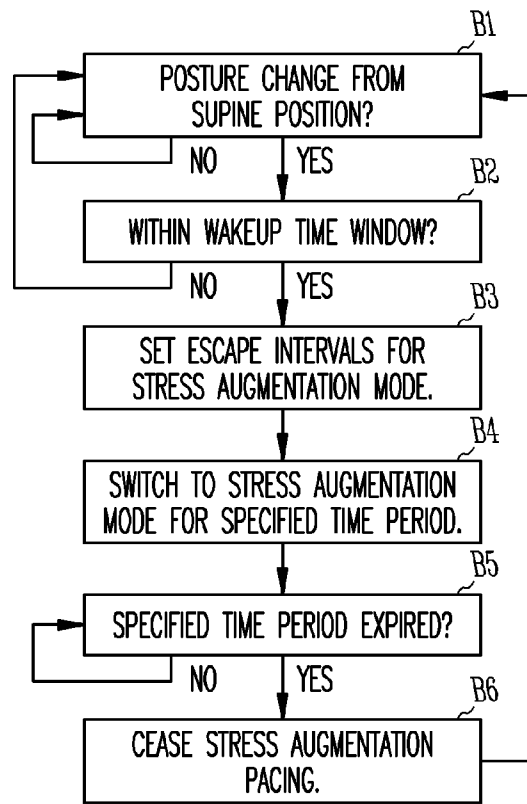 B1
POSTURE CHANGE FROM
SUPINE POSITION?
NO YES
B2
WITHIN WAKEUP TIME WINDOW?
NO YES
B3
SET ESCAPE INTERVALS FOR
STRESS AUGMENTATION MODE.
B4
SWITCH TO STRESS AUGMENTATION
MODE FOR SPECIFIED TIME PERIOD.
B5
SPECIFIED TIME PERIOD EXPIRED?
NO YES
B6
CEASE STRESS AUGMENTATION
PACING.